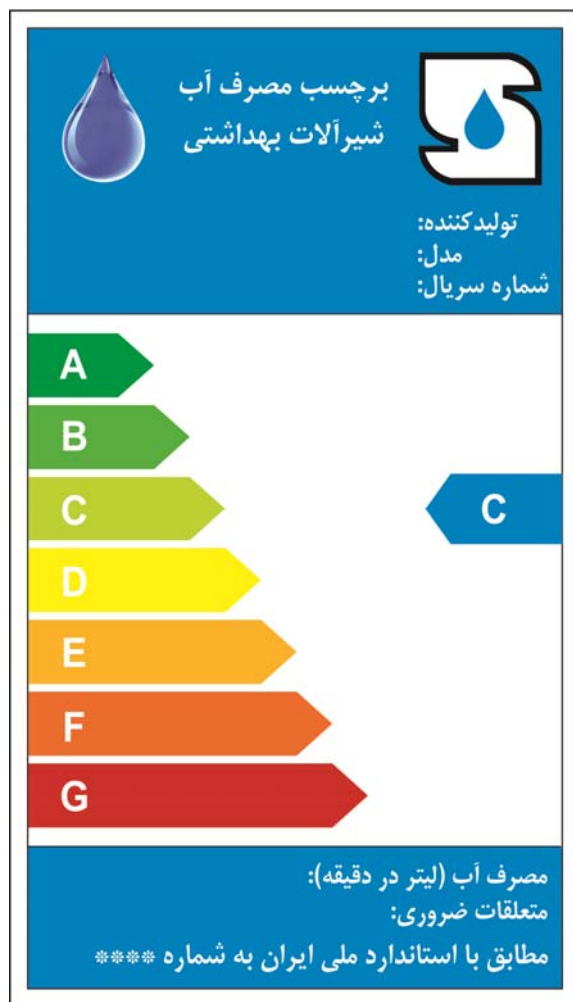 برچسب مصرف آب
شیرآلات بهداشتی
تولیدکننده:
مدل:
شماره سریال:
A
B
C
C
D
E
F
G
مصرف آب (لیتر در دقیقه):
متعلقات ضروری:
مطابق با استاندارد ملی ایران به شماره ****